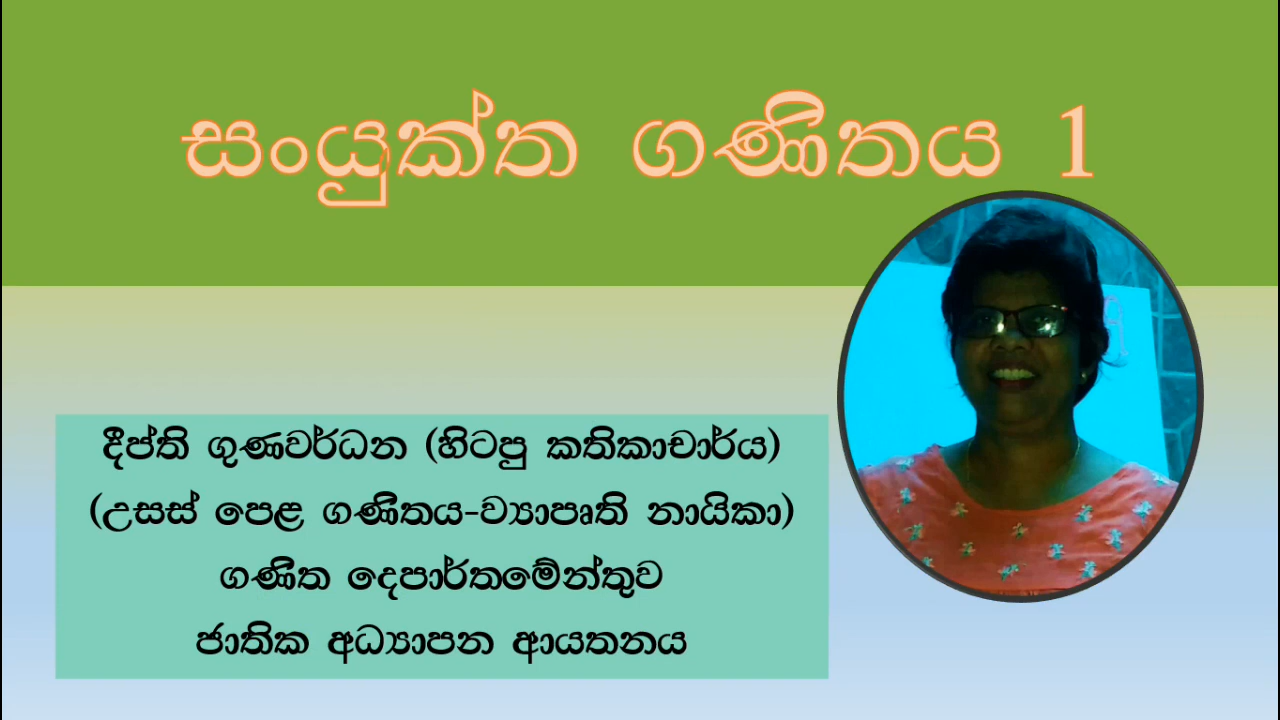 සංයුක්ත ගණිතය 1
දීප්ති ගුණවර්ධන (හිටපු කතිකාචාර්ය)
(උසස් පෙළ ගණිතය-ව්‍යාපෘති නායිකා)
ගණිත දෙපාර්තමේන්තුව
ජාතික අධ්‍යාපන ආයතනය